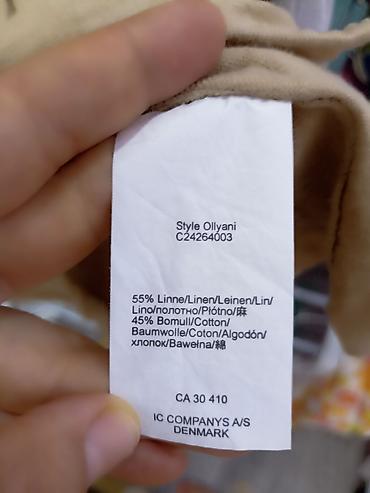 Style Ollyani
C24264003
55% Linne/Linen/Leinen/Lin/
Lino/полотно/Płótno/麻
45% Bomull/Cotton/
Baumwolle/Coton/Algodón/
хлопок/Bawełna/綿
CA 30 410
IC COMPANYS A/S
DENMARK